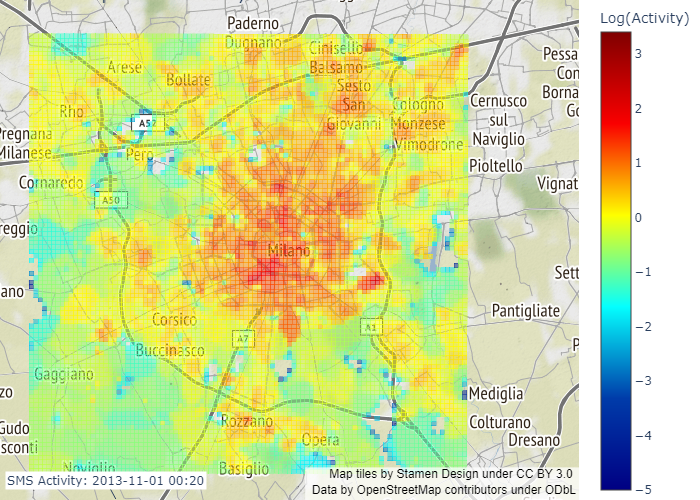 Log(Activity)
Paderno
Dugnano
Cinisello
Balsamo
Arese
Bollate
Sesto
San
Giovanni
Pessa
Con
Borna
Go
Rho
A52
Cologno
Monzese
Cernusco
sul
Naviglio
Pregnana
Milanese
Pero
Vimodrone
Pioltello
Cornaredo
A50
Vignat
reggio
Milano
Sett
ano
Pantigliate
Corsico
A7
A1
Buccinasco
P
Gaggiano
zo
Mediglia
Gudo
sconti
Rozzano
Colturano
Opera
Dresano
Noviglio
Basiglio
SMS Activity: 2013-11-01 00:20
Map tiles by Stamen Design under CC BY 3.0
Data by OpenStreetMap contributors under ODbL
3
2
1
0
−1
−2
−3
−4
−5